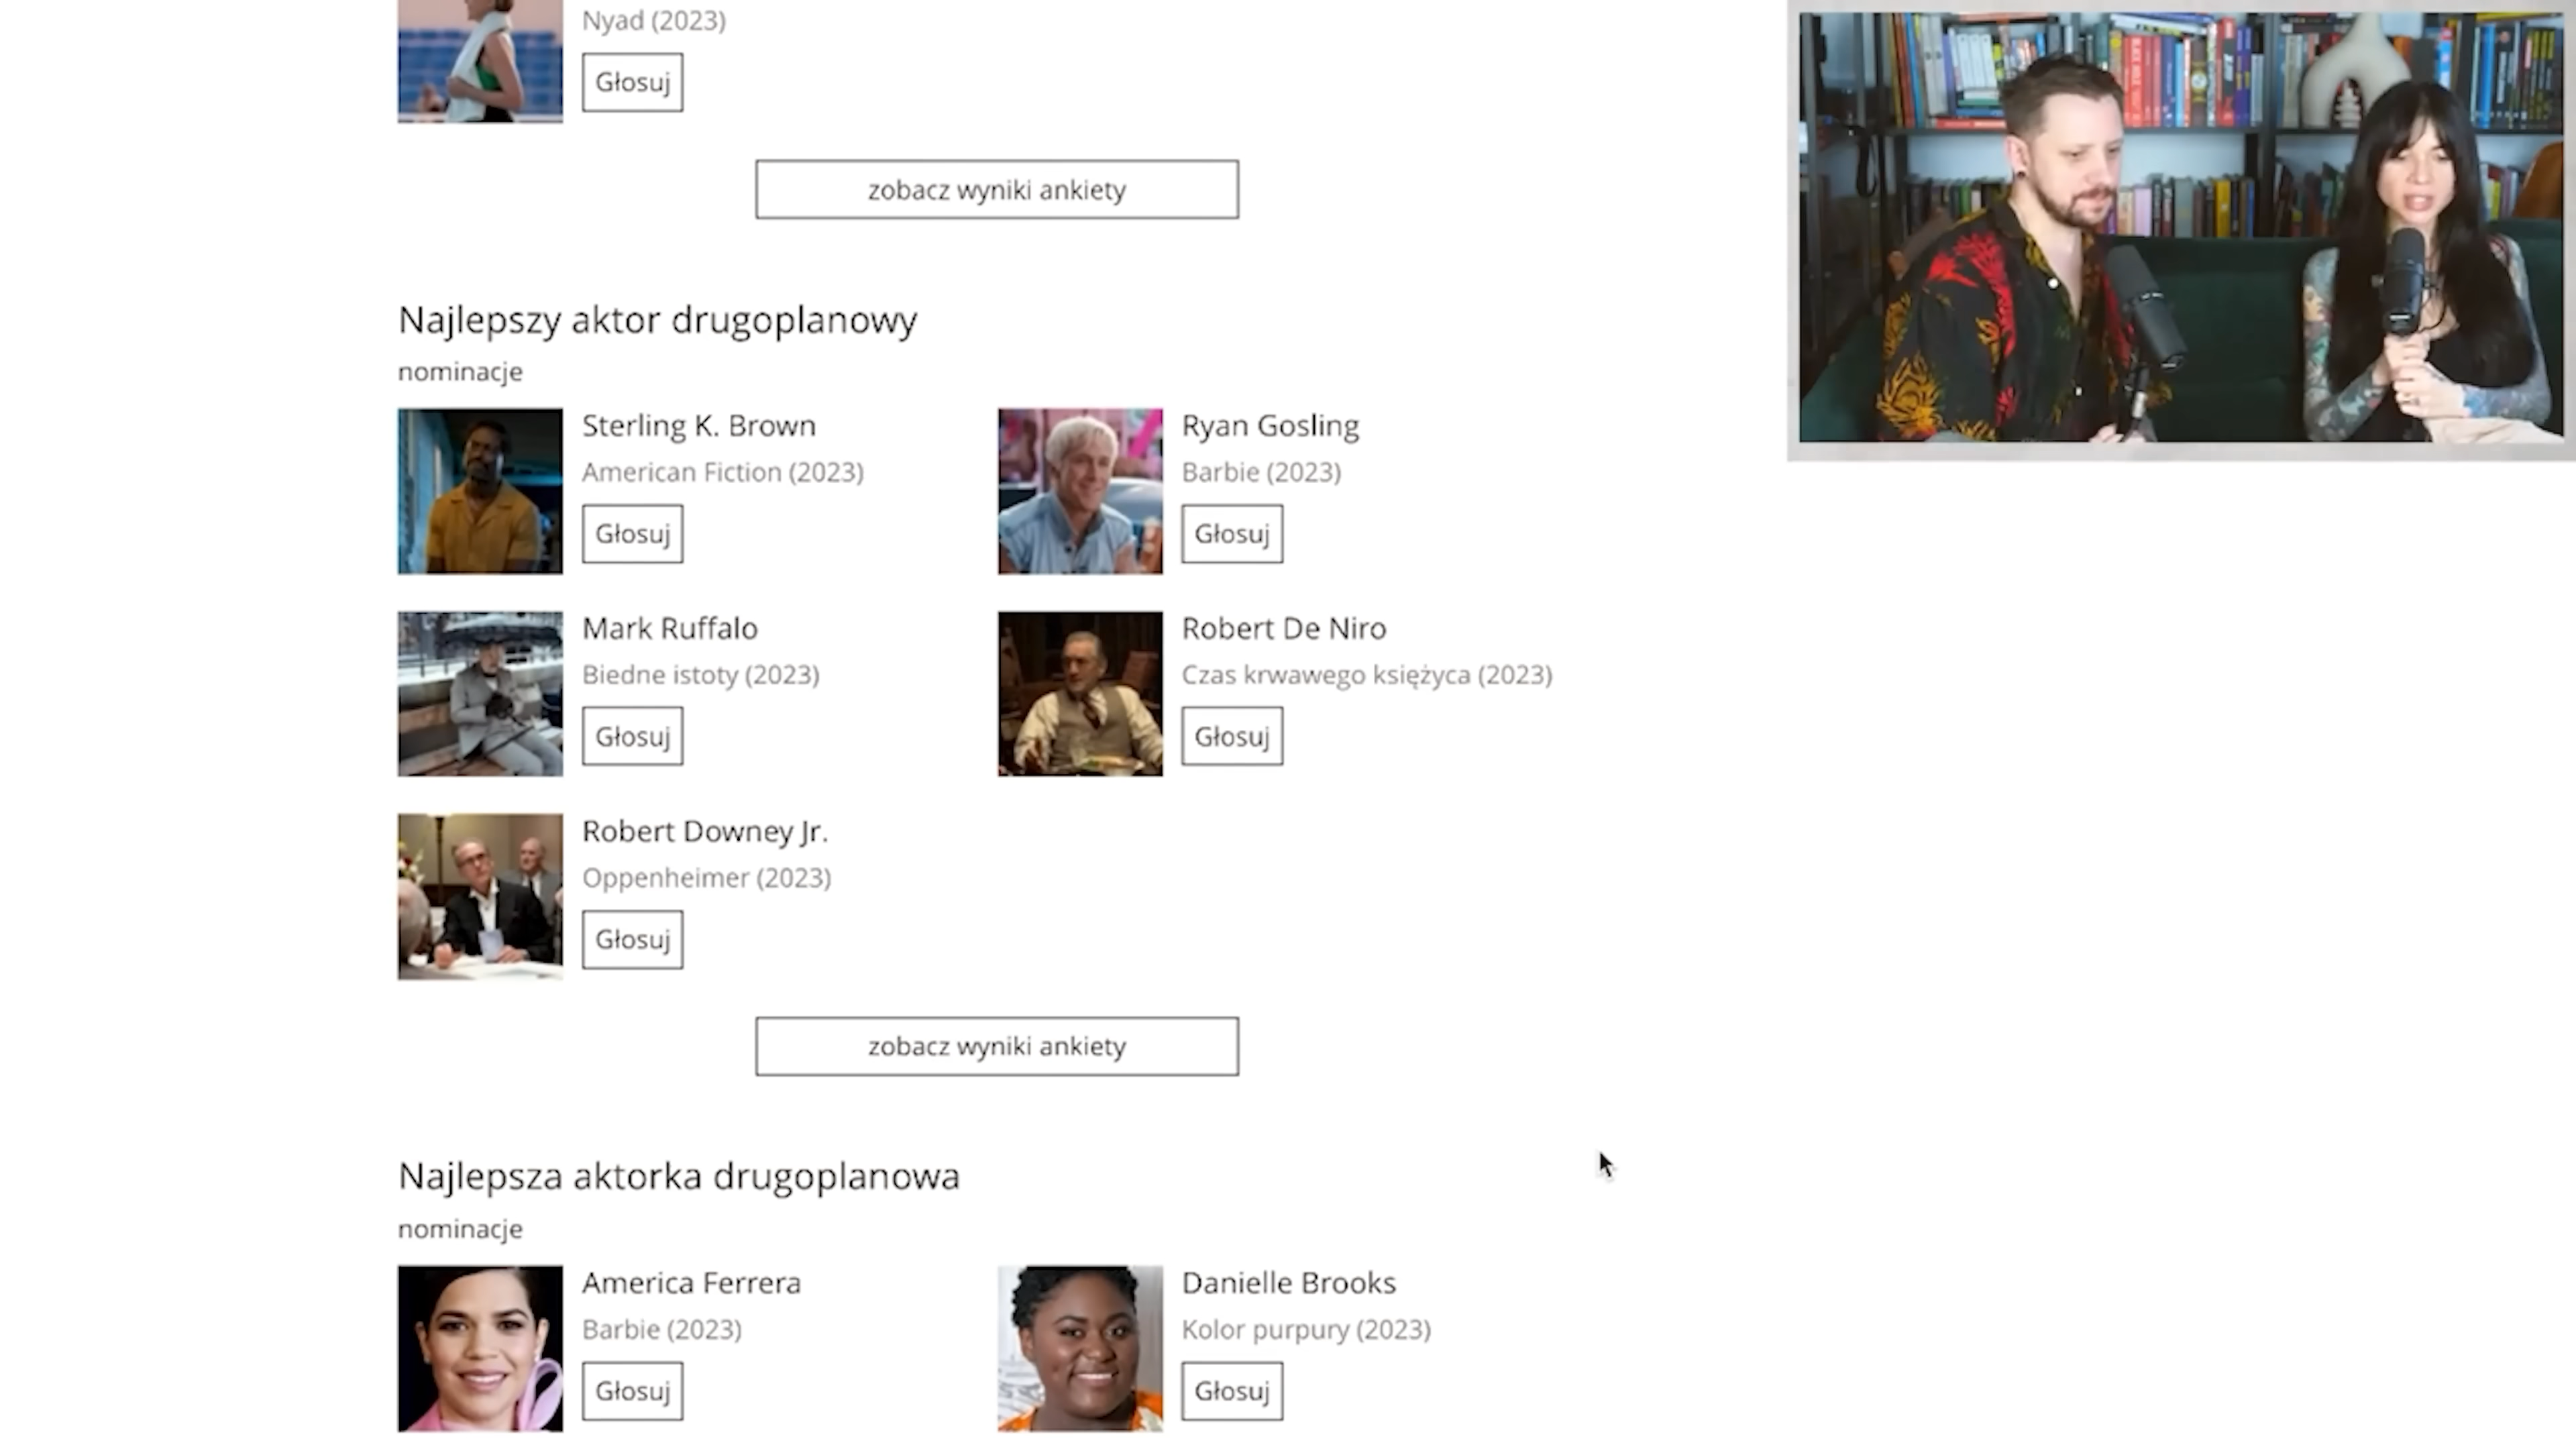 Nyad (2023)
Głosuj
zobacz wyniki ankiety
Najlepszy aktor drugoplanowy
nominacje
Sterling K. Brown
American Fiction (2023)
Głosuj
Ryan Gosling
Barbie (2023)
Głosuj
Mark Ruffalo
Biedne istoty (2023)
Głosuj
Robert De Niro
Czas krwawego księżyca (2023)
Głosuj
Robert Downey Jr.
Oppenheimer (2023)
Głosuj
zobacz wyniki ankiety
Najlepsza aktorka drugoplanowa
nominacje
America Ferrera
Barbie (2023)
Głosuj
Danielle Brooks
Kolor purpury (2023)
Głosuj